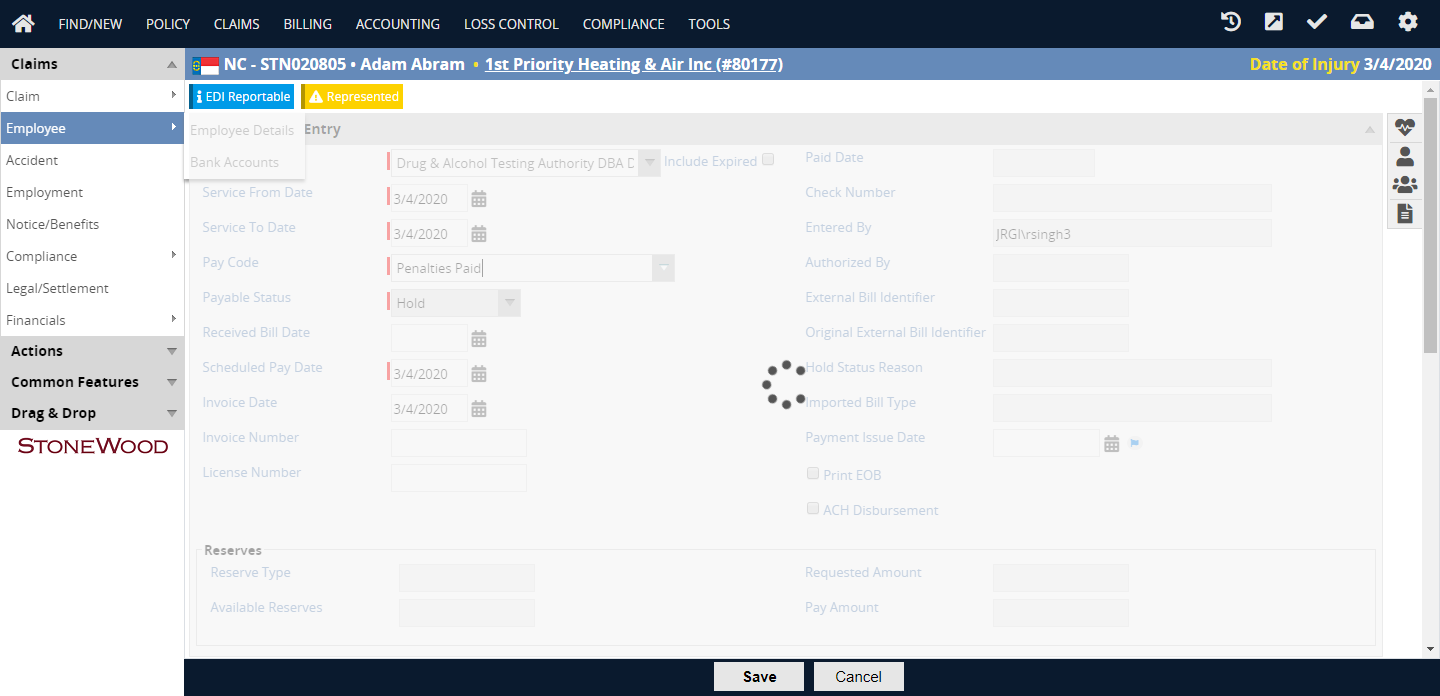 FIND/NEW POLICY CLAIMS BILLING ACCOUNTING LOSS CONTROL COMPLIANCE TOOLS
Claims
NC - STN020805 • Adam Abram • 1st Priority Heating & Air Inc (#80177)
Date of Injury 3/4/2020
Claim
Employee
Accident
Employment
Notice/Benefits
Compliance
Legal/Settlement
Financials
Actions
Common Features
Drag & Drop
STONEWOOD
EDI Reportable
Represented
Employee Details
Bank Accounts
Entry
Drug & Alcohol Testing Authority DBA D
Include Expired
Service From Date 3/4/2020
Service To Date 3/4/2020
Pay Code Penalties Paid
Payable Status Hold
Received Bill Date
Scheduled Pay Date 3/4/2020
Invoice Date 3/4/2020
Invoice Number
License Number
Paid Date
Check Number
Entered By JRGI\rsingh3
Authorized By
External Bill Identifier
Original External Bill Identifier
Hold Status Reason
Imported Bill Type
Payment Issue Date
Print EOB
ACH Disbursement
Reserves
Reserve Type
Available Reserves
Requested Amount
Pay Amount
Save
Cancel